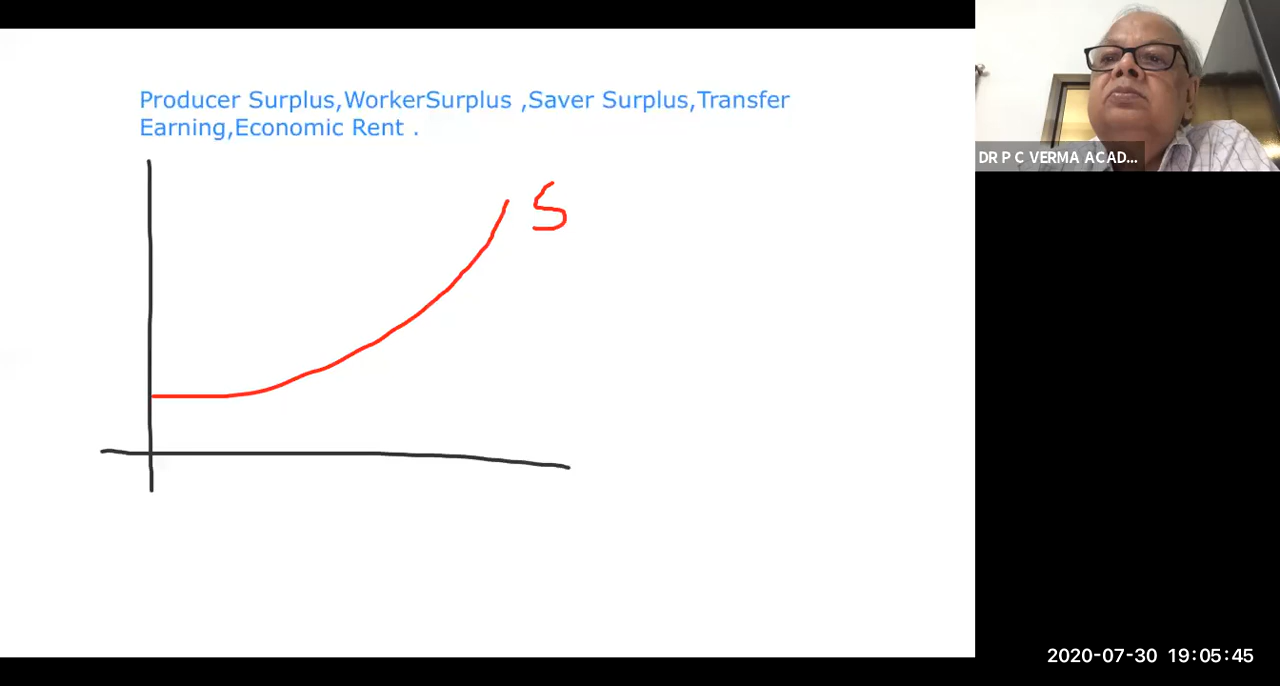 Producer Surplus,WorkerSurplus ,Saver Surplus,Transfer
Earning,Economic Rent .
S
DR P C VERMA ACAD...
2020-07-30 19:05:45